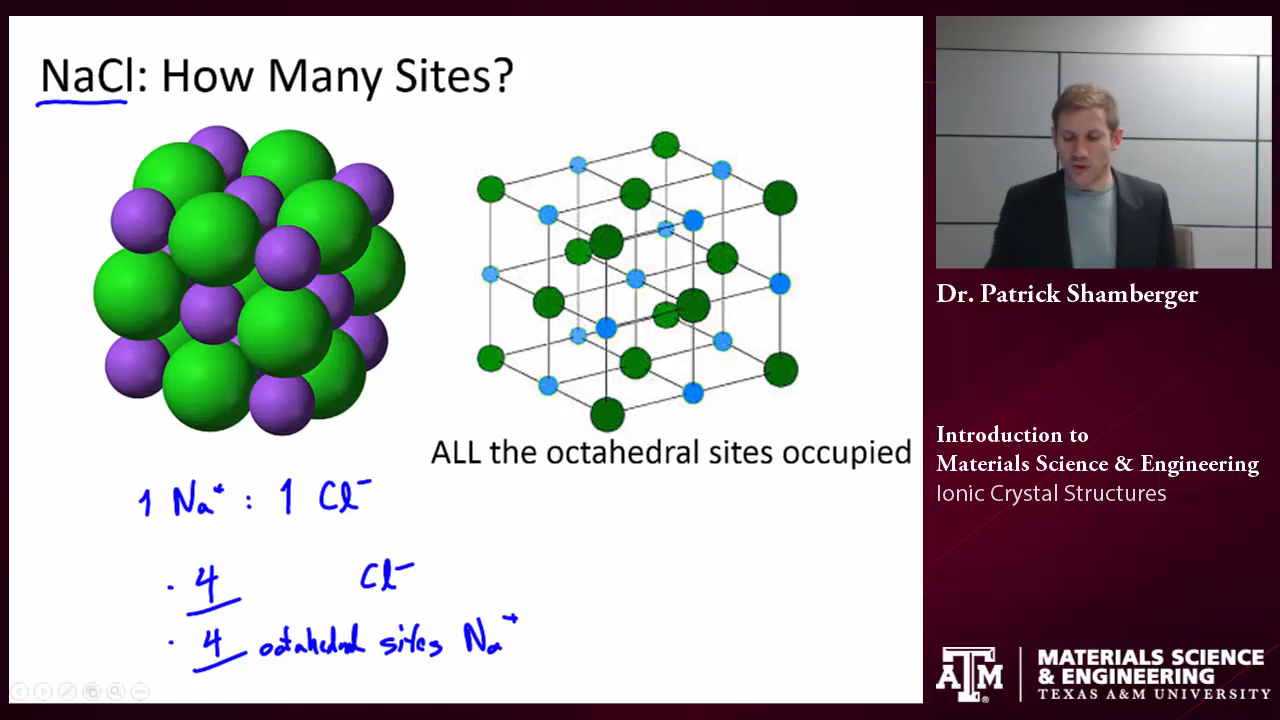 NaCl: How Many Sites?
ALL the octahedral sites occupied
1 Na⁺ : 1 Cl⁻
· 4 Cl⁻
· 4 octahedral sites Na⁺
Dr. Patrick Shamberger
Introduction to
Materials Science & Engineering
Ionic Crystal Structures
ATM
MATERIALS SCIENCE
& ENGINEERING
TEXAS A&M UNIVERSITY